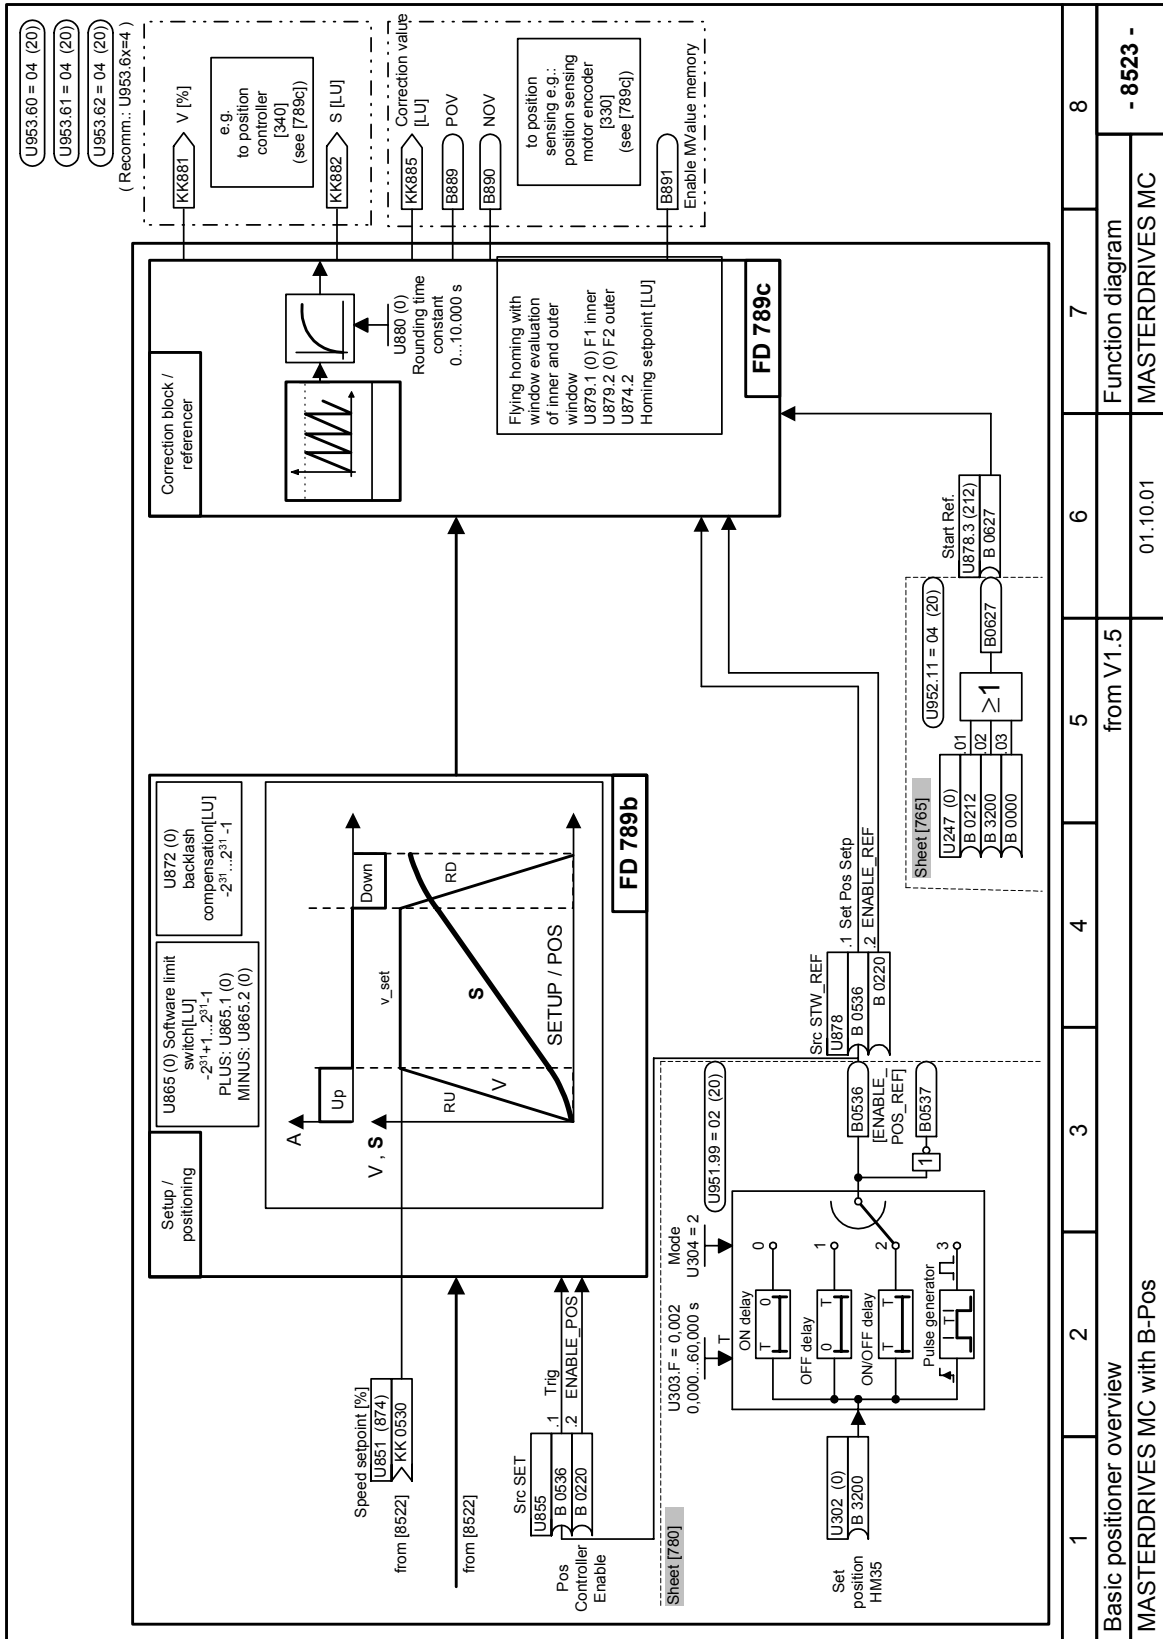 U953.60 = 04 (20)
U953.61 = 04 (20)
U953.62 = 04 (20)
( Recomm.: U953.6x=4 )
Setup /
positioning
U865 (0) Software limit
switch[LU]
-2³¹+1...2³¹-1
PLUS: U865.1 (0)
MINUS: U865.2 (0)
U872 (0)
backlash
compensation[LU]
-2³¹ ...2³¹ -1
A
Up
Down
V , S
v_set
RU
V
S
RD
SETUP / POS
FD 789b
Correction block /
referencer
U880 (0)
Rounding time
constant
0...10.000 s
Flying homing with
window evaluation
of inner and outer
window
U879.1 (0) F1 inner
U879.2 (0) F2 outer
U874.2
Homing setpoint [LU]
FD 789c
KK881
V [%]
e.g.
to position
controller
[340]
(see [789c])
KK882
S [LU]
KK885
Correction value
[LU]
B889
POV
B890
NOV
to position
sensing e.g.:
position sensing
motor encoder
[330]
(see [789c])
B891
Enable MValue memory
Speed setpoint [%]
U851 (874)
KK 0530
from [8522]
from [8522]
Src SET
U855
B 0536
B 0220
.1 Trig
.2 ENABLE_POS
Pos
Controller
Enable
Sheet [780]
Set
position
HM35
U302 (0)
B 3200
U303.F = 0,002
0,000...60,000 s
T
Mode
U304 = 2
ON delay
T 0
0
OFF delay
0 T
1
ON/OFF delay
T T
2
Pulse generator
T
3
U951.99 = 02 (20)
B0536
[ENABLE_
POS_REF]
1
B0537
Src STW_REF
U878
B 0536
B 0220
.1 Set Pos Setp
.2 ENABLE_REF
Sheet [765]
U952.11 = 04 (20)
U247 (0)
B 0212
B 3200
B 0000
.01
.02
.03
≥1
B0627
Start Ref.
U878.3 (212)
B 0627
1 2 3 4 5 6 7 8
Basic positioner overview
from V1.5
Function diagram
- 8523 -
MASTERDRIVES MC with B-Pos
01.10.01
MASTERDRIVES MC